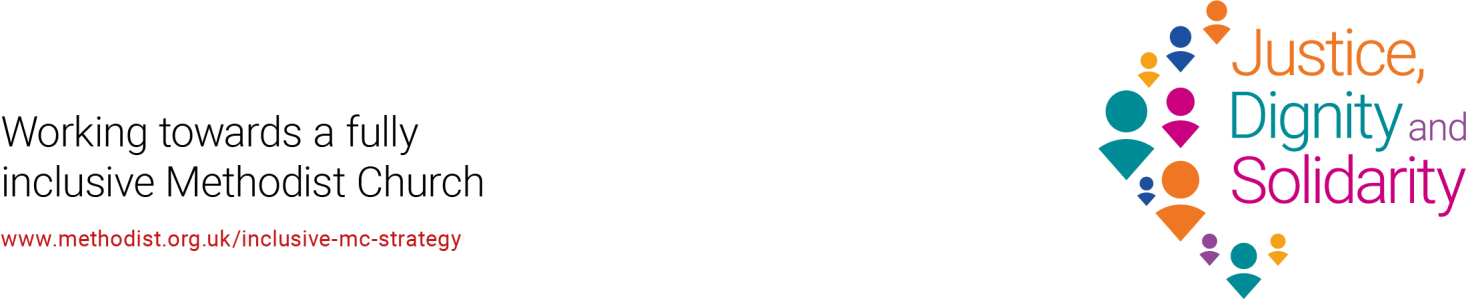 Working towards a fully
inclusive Methodist Church
www.methodist.org.uk/inclusive-mc-strategy
Justice,
Dignity and
Solidarity